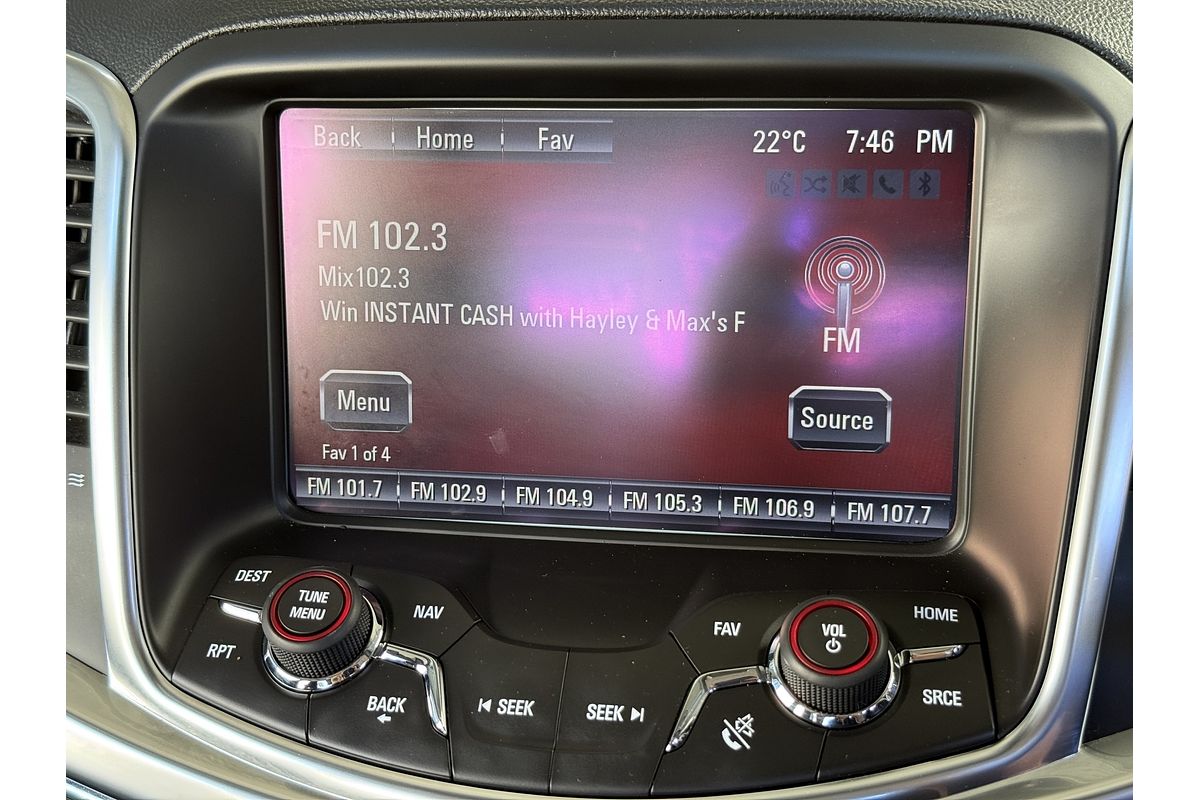 Back Home Fav 22°C 7:46 PM
FM 102.3
Mix102.3
Win INSTANT CASH with Hayley & Max's F
FM
Menu
Source
Fav 1 of 4
FM 101.7 FM 102.9 FM 104.9 FM 105.3 FM 106.9 FM 107.7
DEST
TUNE
MENU
NAV
RPT
BACK
SEEK
SEEK
FAV
VOL
HOME
SRCE